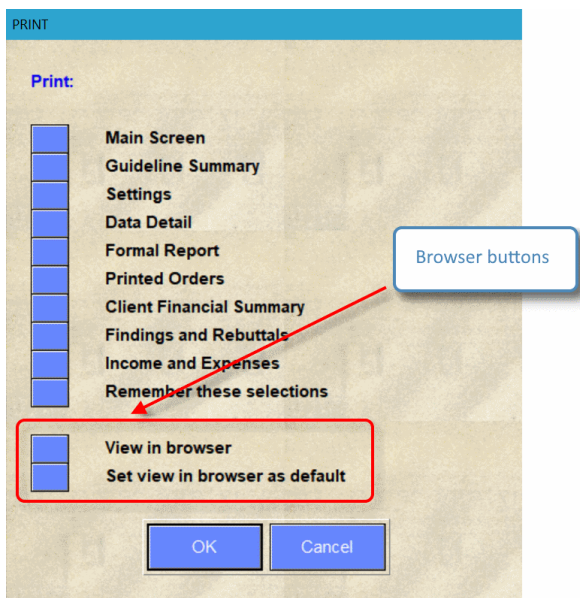 PRINT
Print:
Main Screen
Guideline Summary
Settings
Data Detail
Formal Report
Printed Orders
Client Financial Summary
Findings and Rebuttals
Income and Expenses
Remember these selections
Browser buttons
View in browser
Set view in browser as default
OK
Cancel